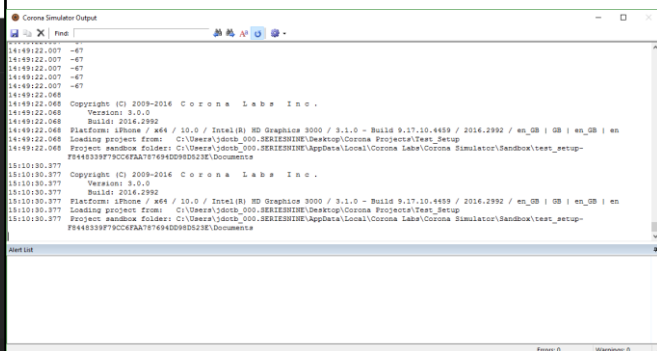 Corona Simulator Output
Find:
14:49:22.007 -67
14:49:22.007 -67
14:49:22.007 -67
14:49:22.007 -67
14:49:22.007 -67
14:49:22.068
14:49:22.068 Copyright (C) 2009-2016 C o r o n a L a b s I n c .
14:49:22.068 Version: 3.0.0
14:49:22.068 Build: 2016.2992
14:49:22.068 Platform: iPhone / x64 / 10.0 / Intel(R) HD Graphics 3000 / 3.1.0 - Build 9.17.10.4459 / 2016.2992 / en_GB | GB | en_GB | en
14:49:22.068 Loading project from: C:\Users\jdotb_000.SERIESNINE\Desktop\Corona Projects\Test_Setup
14:49:22.068 Project sandbox folder: C:\Users\jdotb_000.SERIESNINE\AppData\Local\Corona Labs\Corona Simulator\Sandbox\test_setup-
F8448339F79CC6FAA787694DD98D523E\Documents
15:10:30.377
15:10:30.377 Copyright (C) 2009-2016 C o r o n a L a b s I n c .
15:10:30.377 Version: 3.0.0
15:10:30.377 Build: 2016.2992
15:10:30.377 Platform: iPhone / x64 / 10.0 / Intel(R) HD Graphics 3000 / 3.1.0 - Build 9.17.10.4459 / 2016.2992 / en_GB | GB | en_GB | en
15:10:30.377 Loading project from: C:\Users\jdotb_000.SERIESNINE\Desktop\Corona Projects\Test_Setup
15:10:30.377 Project sandbox folder: C:\Users\jdotb_000.SERIESNINE\AppData\Local\Corona Labs\Corona Simulator\Sandbox\test_setup-
F8448339F79CC6FAA787694DD98D523E\Documents
Alert List
Errors: 0 Warnings: 0